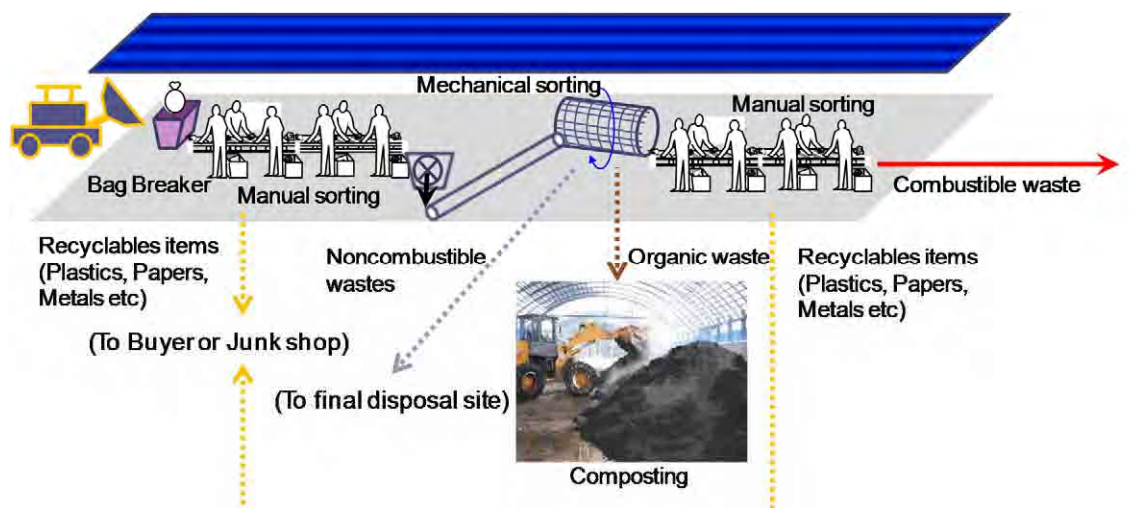 Mechanical sorting
Manual sorting
Bag Breaker
Manual sorting
Combustible waste
Recyclables items
(Plastics, Papers,
Metals etc)
Noncombustible
wastes
Organic waste
Recyclables items
(Plastics, Papers,
Metals etc)
(To Buyer or Junk shop)
(To final disposal site)
Composting